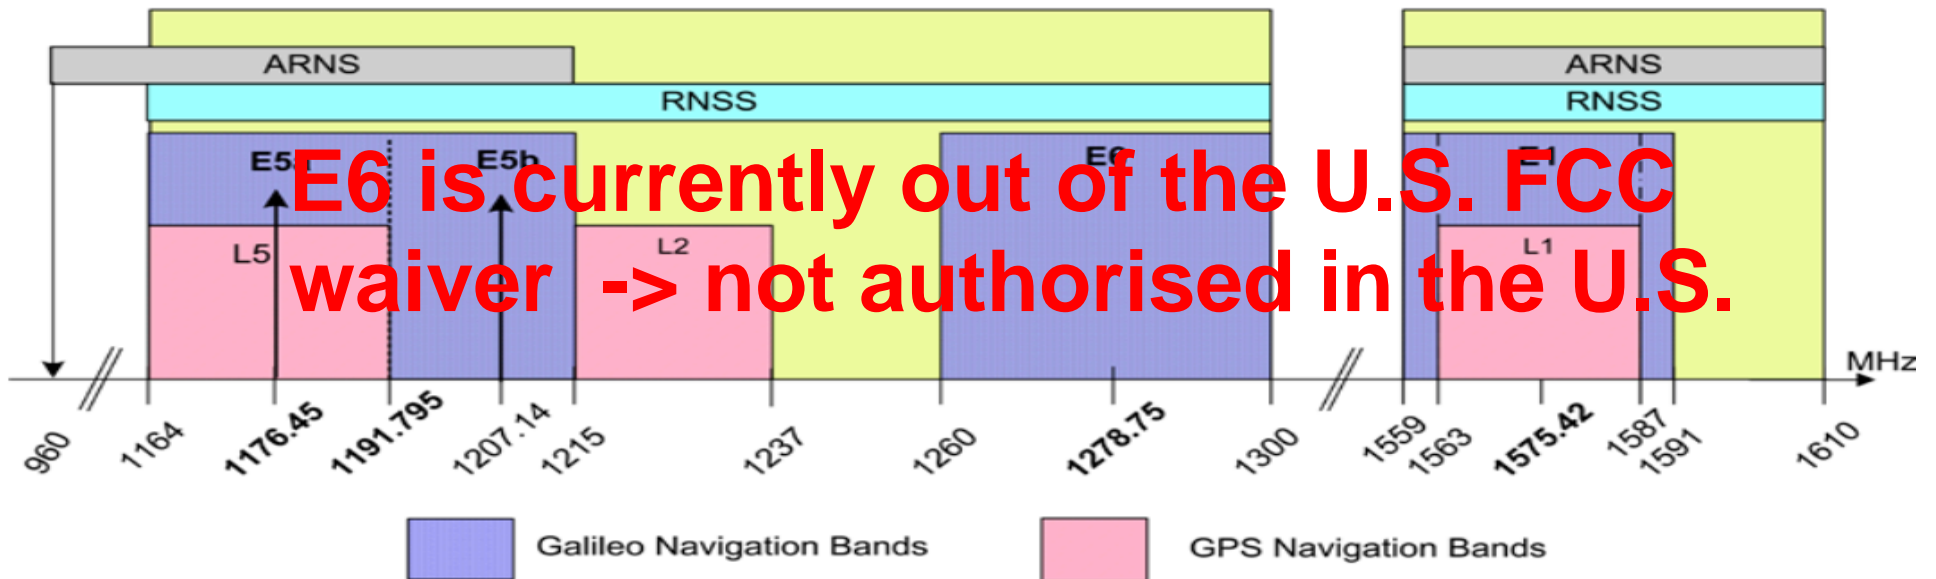 ARNS
ARNS
RNSS
RNSS
E5a
E5b
E6
E1
E6 is currently out of the U.S. FCC
L5
L2
L1
waiver -> not authorised in the U.S.
MHz
960
1164
1176.45
1191.795
1207.14
1215
1237
1260
1278.75
1300
1559
1563
1575.42
1587
1591
1610
Galileo Navigation Bands
GPS Navigation Bands